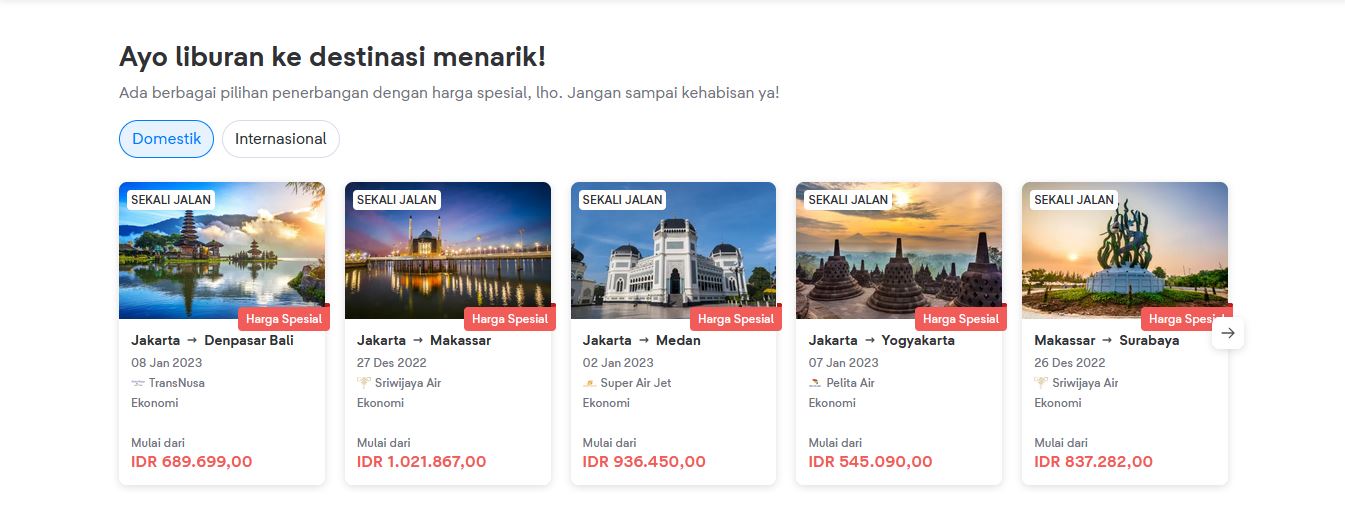 Ayo liburan ke destinasi menarik!
Ada berbagai pilihan penerbangan dengan harga spesial, lho. Jangan sampai kehabisan ya!
Domestik
Internasional
SEKALI JALAN
Harga Spesial
Jakarta → Denpasar Bali
08 Jan 2023
TransNusa
Ekonomi
Mulai dari
IDR 689.699,00
SEKALI JALAN
Harga Spesial
Jakarta → Makassar
27 Des 2022
Sriwijaya Air
Ekonomi
Mulai dari
IDR 1.021.867,00
SEKALI JALAN
Harga Spesial
Jakarta → Medan
02 Jan 2023
Super Air Jet
Ekonomi
Mulai dari
IDR 936.450,00
SEKALI JALAN
Harga Spesial
Jakarta → Yogyakarta
07 Jan 2023
Pelita Air
Ekonomi
Mulai dari
IDR 545.090,00
SEKALI JALAN
Harga Spesial
Makassar → Surabaya
26 Des 2022
Sriwijaya Air
Ekonomi
Mulai dari
IDR 837.282,00